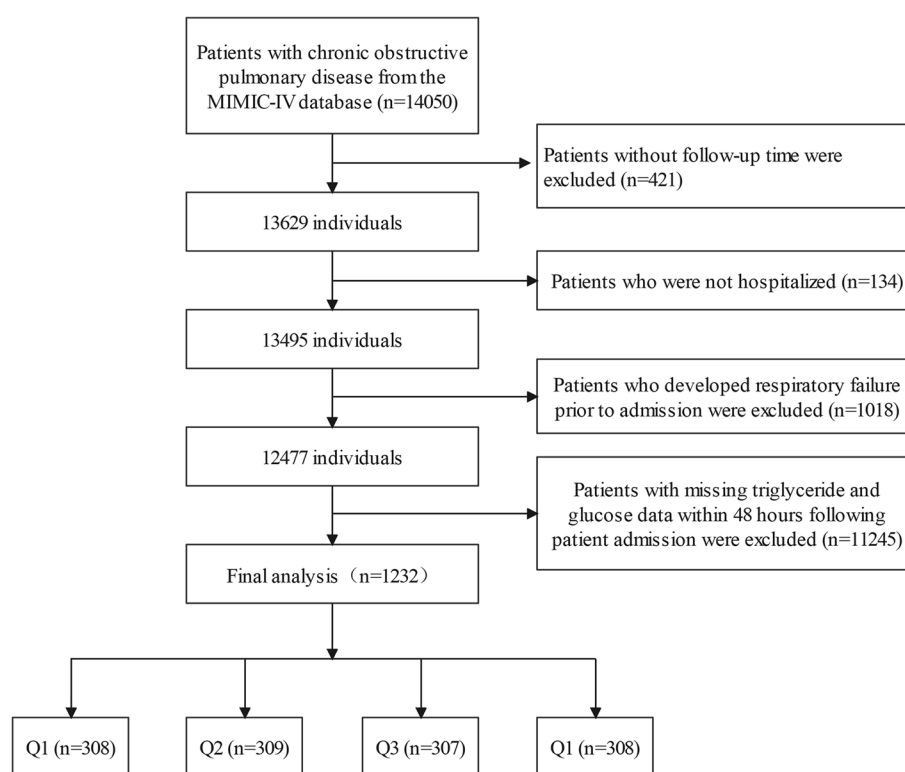 Patients with chronic obstructive
pulmonary disease from the
MIMIC-IV database (n=14050)
Patients without follow-up time were
excluded (n=421)
13629 individuals
Patients who were not hospitalized (n=134)
13495 individuals
Patients who developed respiratory failure
prior to admission were excluded (n=1018)
12477 individuals
Patients with missing triglyceride and
glucose data within 48 hours following
patient admission were excluded (n=11245)
Final analysis（n=1232）
Q1 (n=308)
Q2 (n=309)
Q3 (n=307)
Q1 (n=308)